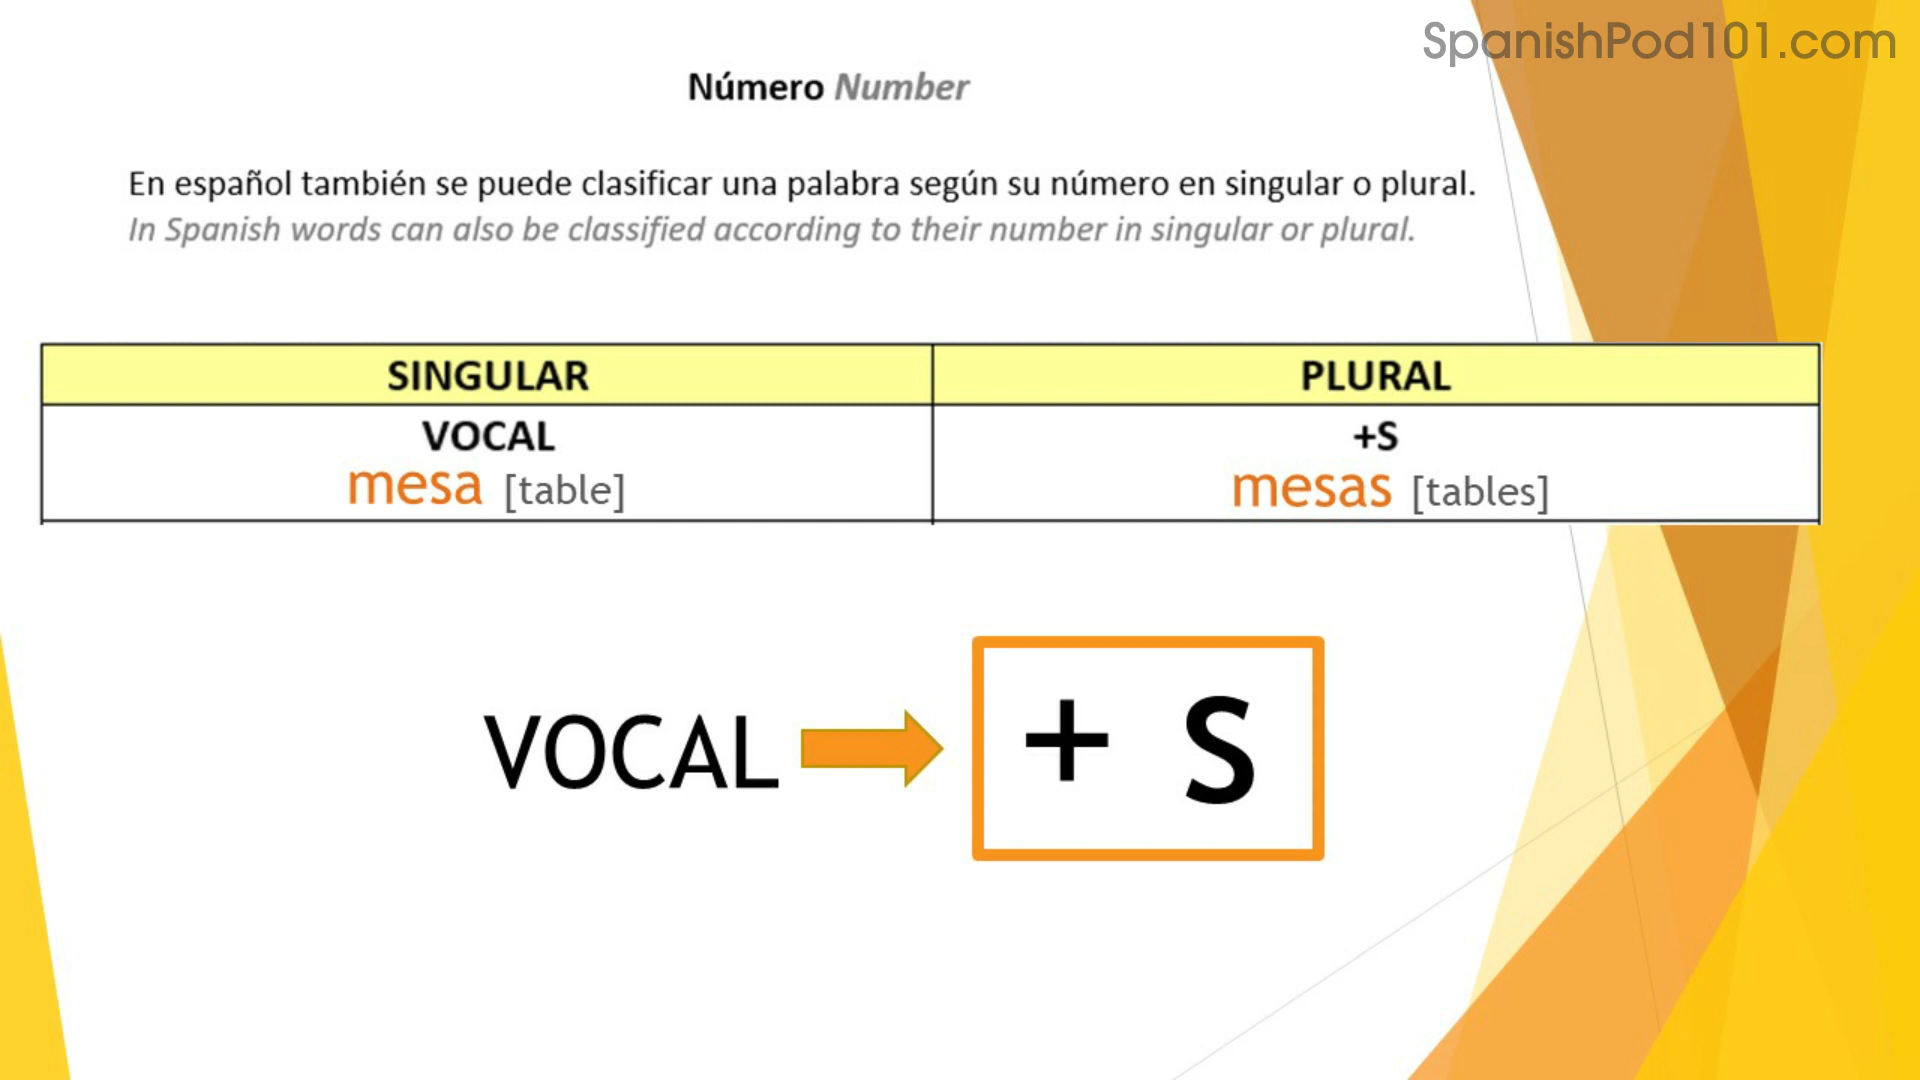 SpanishPod101.com
Número Number
En español también se puede clasificar una palabra según su número en singular o plural.
In Spanish words can also be classified according to their number in singular or plural.
SINGULAR PLURAL
VOCAL +S
mesa [table] mesas [tables]
VOCAL + S